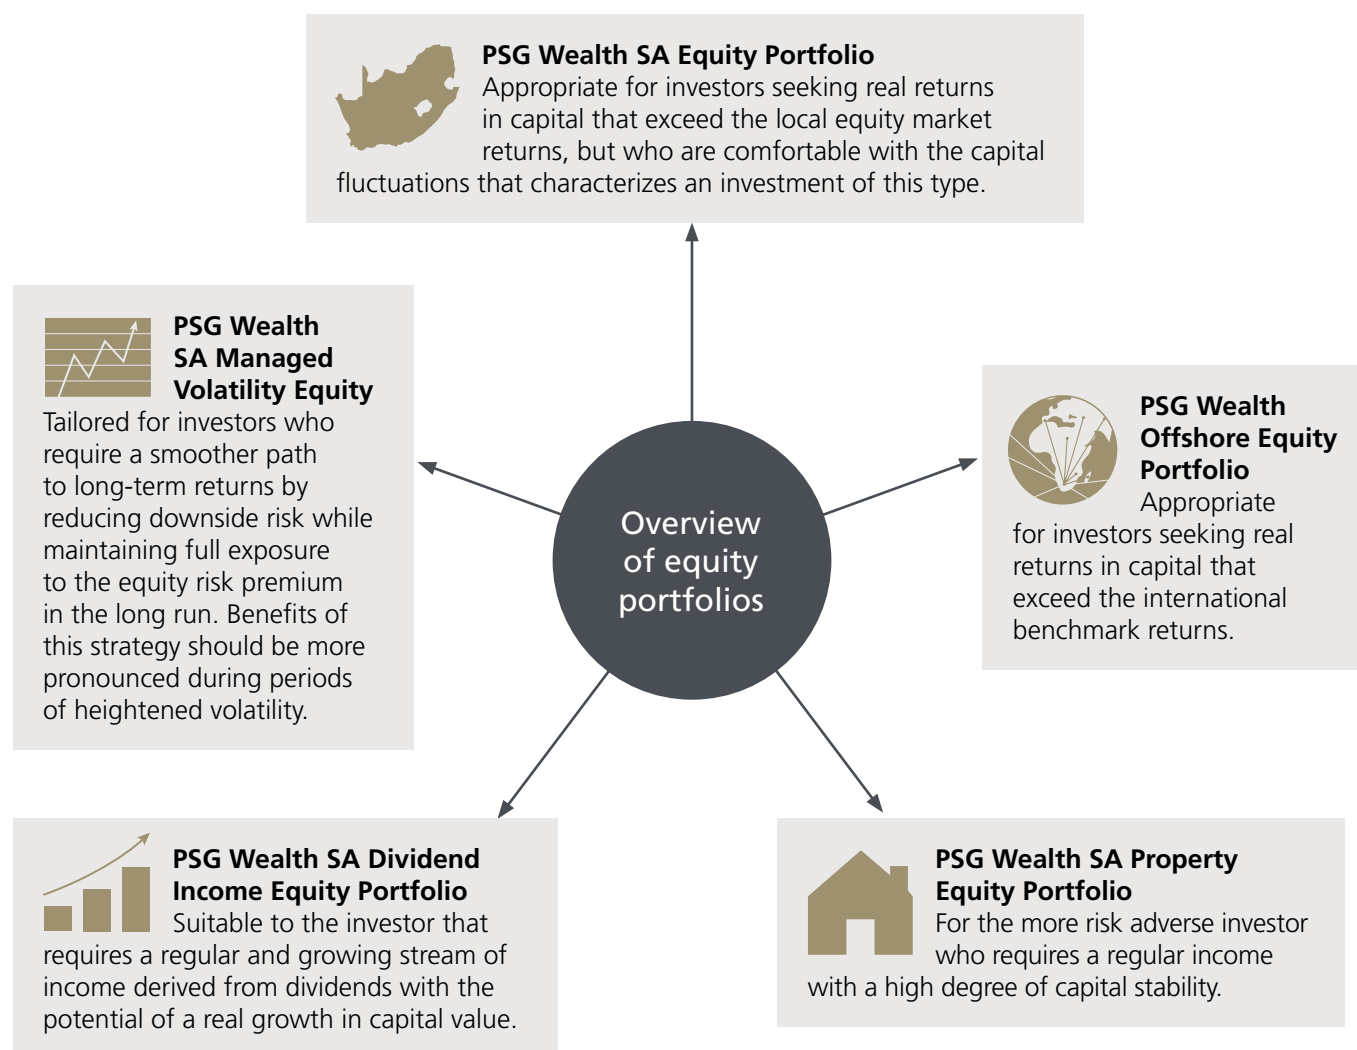 PSG Wealth SA Equity Portfolio
Appropriate for investors seeking real returns
in capital that exceed the local equity market
returns, but who are comfortable with the capital
fluctuations that characterizes an investment of this type.
PSG Wealth
SA Managed
Volatility Equity
Tailored for investors who
require a smoother path
to long-term returns by
reducing downside risk while
maintaining full exposure
to the equity risk premium
in the long run. Benefits of
this strategy should be more
pronounced during periods
of heightened volatility.
PSG Wealth
Offshore Equity
Portfolio
Appropriate
for investors seeking real
returns in capital that
exceed the international
benchmark returns.
Overview
of equity
portfolios
PSG Wealth SA Dividend
Income Equity Portfolio
Suitable to the investor that
requires a regular and growing stream of
income derived from dividends with the
potential of a real growth in capital value.
PSG Wealth SA Property
Equity Portfolio
For the more risk adverse investor
who requires a regular income
with a high degree of capital stability.